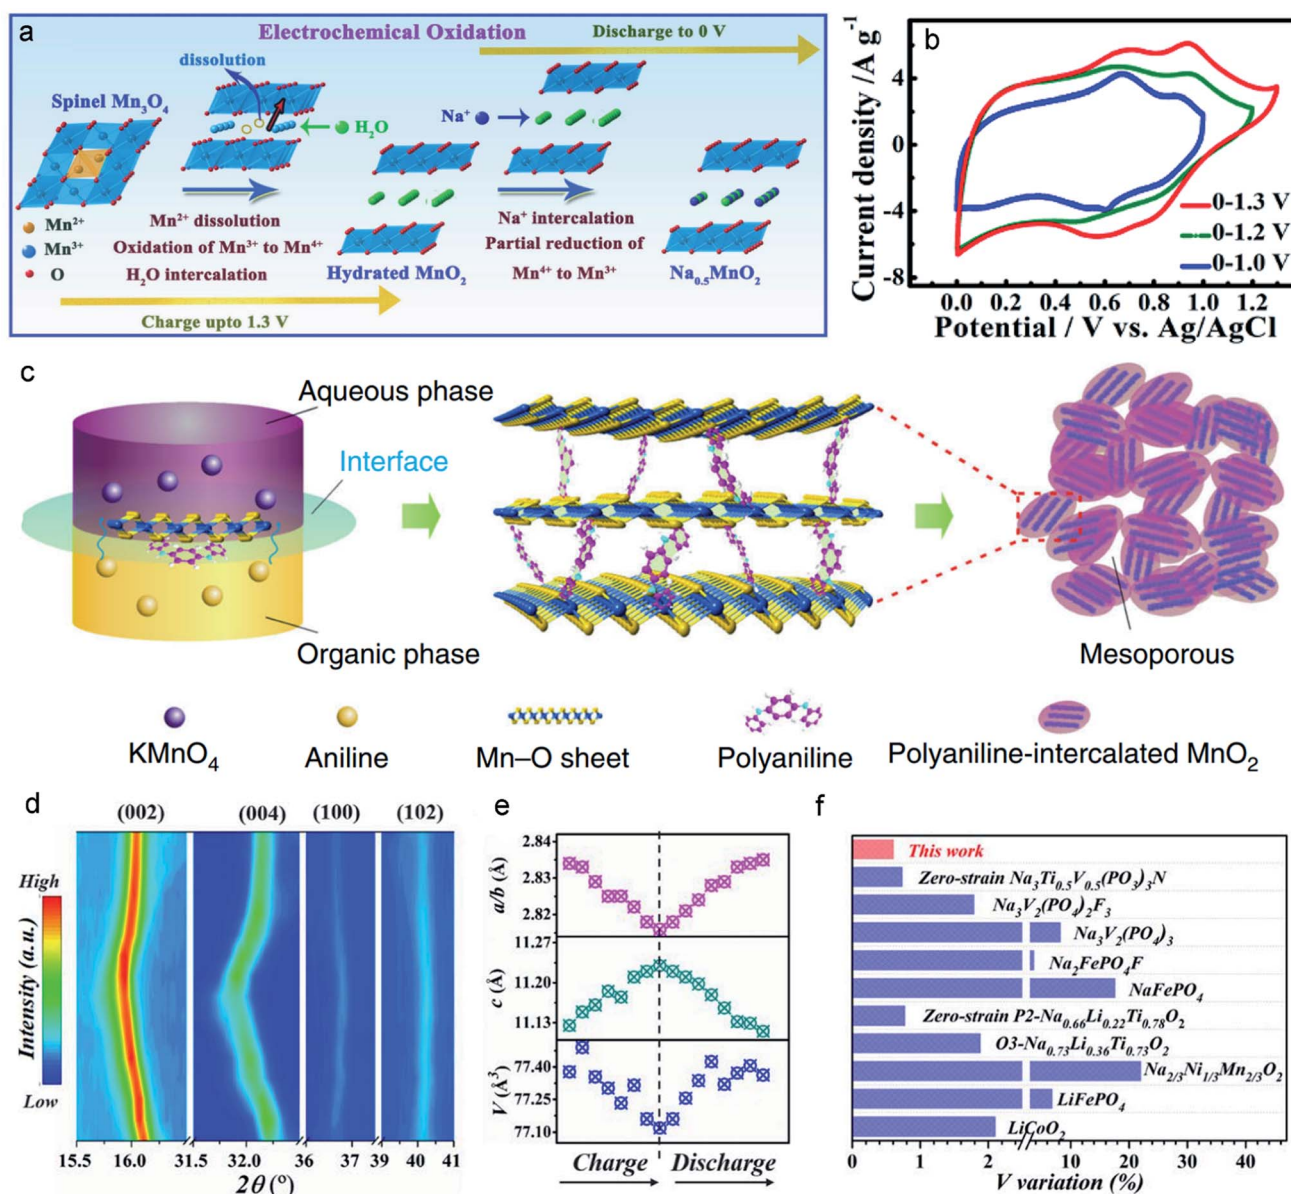 a
Electrochemical Oxidation
Discharge to 0 V
dissolution
Spinel Mn₃O₄
H₂O
Na⁺
Mn²⁺
Mn³⁺
O
Mn²⁺ dissolution
Oxidation of Mn³⁺ to Mn⁴⁺
H₂O intercalation
Hydrated MnO₂
Na⁺ intercalation
Partial reduction of
Mn⁴⁺ to Mn³⁺
Na₀.₅MnO₂
Charge upto 1.3 V
b
Current density /A g⁻¹
8
4
0
-4
-8
0-1.3 V
0-1.2 V
0-1.0 V
0.0 0.2 0.4 0.6 0.8 1.0 1.2
Potential / V vs. Ag/AgCl
c
Aqueous phase
Interface
Organic phase
Mesoporous
KMnO₄
Aniline
Mn–O sheet
Polyaniline
Polyaniline-intercalated MnO₂
d
(002) (004) (100) (102)
High
Intensity (a.u.)
Low
15.5 16.0 31.5 32.0 36 37 39 40 41
2θ (°)
e
a/b (Å)
2.84
2.83
2.82
c (Å)
11.27
11.20
11.13
V (Å³)
77.40
77.25
77.10
Charge Discharge
f
This work
Zero-strain Na₃Ti₀.₅V₀.₅(PO₃)₃N
Na₃V₂(PO₄)₂F₃
Na₃V₂(PO₄)₃
Na₂FePO₄F
NaFePO₄
Zero-strain P2-Na₀.₆₆Li₀.₂₂Ti₀.₇₈O₂
O3-Na₀.₇₃Li₀.₃₆Ti₀.₇₃O₂
Na₂/₃Ni₁/₃Mn₂/₃O₂
LiFePO₄
LiCoO₂
0 1 2 10 20 30 40
V variation (%)